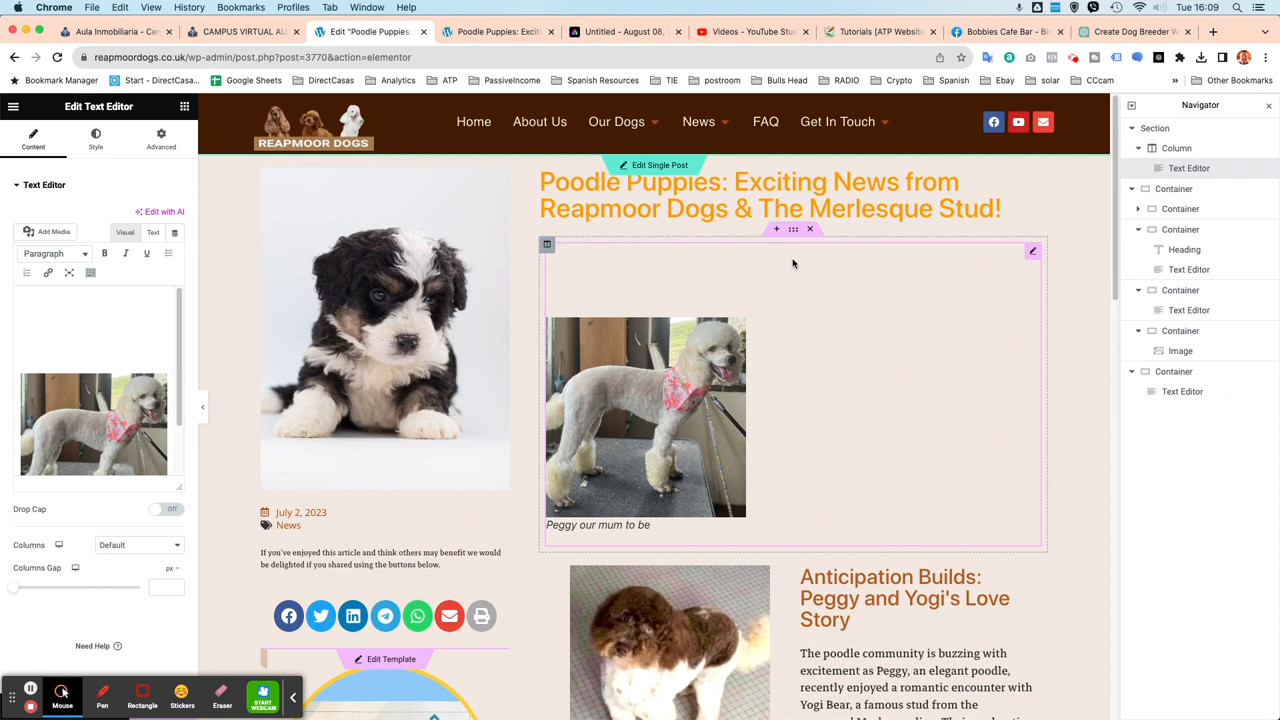 Chrome File Edit View History Bookmarks Profiles Tab Window Help Tue 16:09
Aula Inmobiliaria - Cer CAMPUS VIRTUAL AU Edit "Poodle Puppies: Poodle Puppies: Exciti Untitled - August 08, Videos - YouTube Stu Tutorials [ATP Website Bobbies Cafe Bar - Bis Create Dog Breeder W
reapmoordogs.co.uk/wp-admin/post.php?post=3770&action=elementor
Bookmark Manager Start - DirectCasa... Google Sheets DirectCasas Analytics ATP PassiveIncome Spanish Resources TIE postroom Bulls Head RADIO Crypto Spanish Ebay solar CCcam Other Bookmarks
Edit Text Editor
Content Style Advanced
Text Editor
Edit with AI
Add Media Visual Text
Paragraph B I U
Drop Cap Off
Columns Default
Columns Gap px
Need Help
Mouse Pen Rectangle Stickers Eraser START WEBCAM
REAPMOOR DOGS
Home About Us Our Dogs News FAQ Get In Touch
Edit Single Post
Poodle Puppies: Exciting News from
Reapmoor Dogs & The Merlesque Stud!
Peggy our mum to be
July 2, 2023
News
If you've enjoyed this article and think others may benefit we would
be delighted if you shared using the buttons below.
Edit Template
Anticipation Builds:
Peggy and Yogi's Love
Story
The poodle community is buzzing with
excitement as Peggy, an elegant poodle,
recently enjoyed a romantic encounter with
Yogi Bear, a famous stud from the
Navigator
Section
Column
Text Editor
Container
Container
Container
Heading
Text Editor
Container
Text Editor
Container
Image
Container
Text Editor